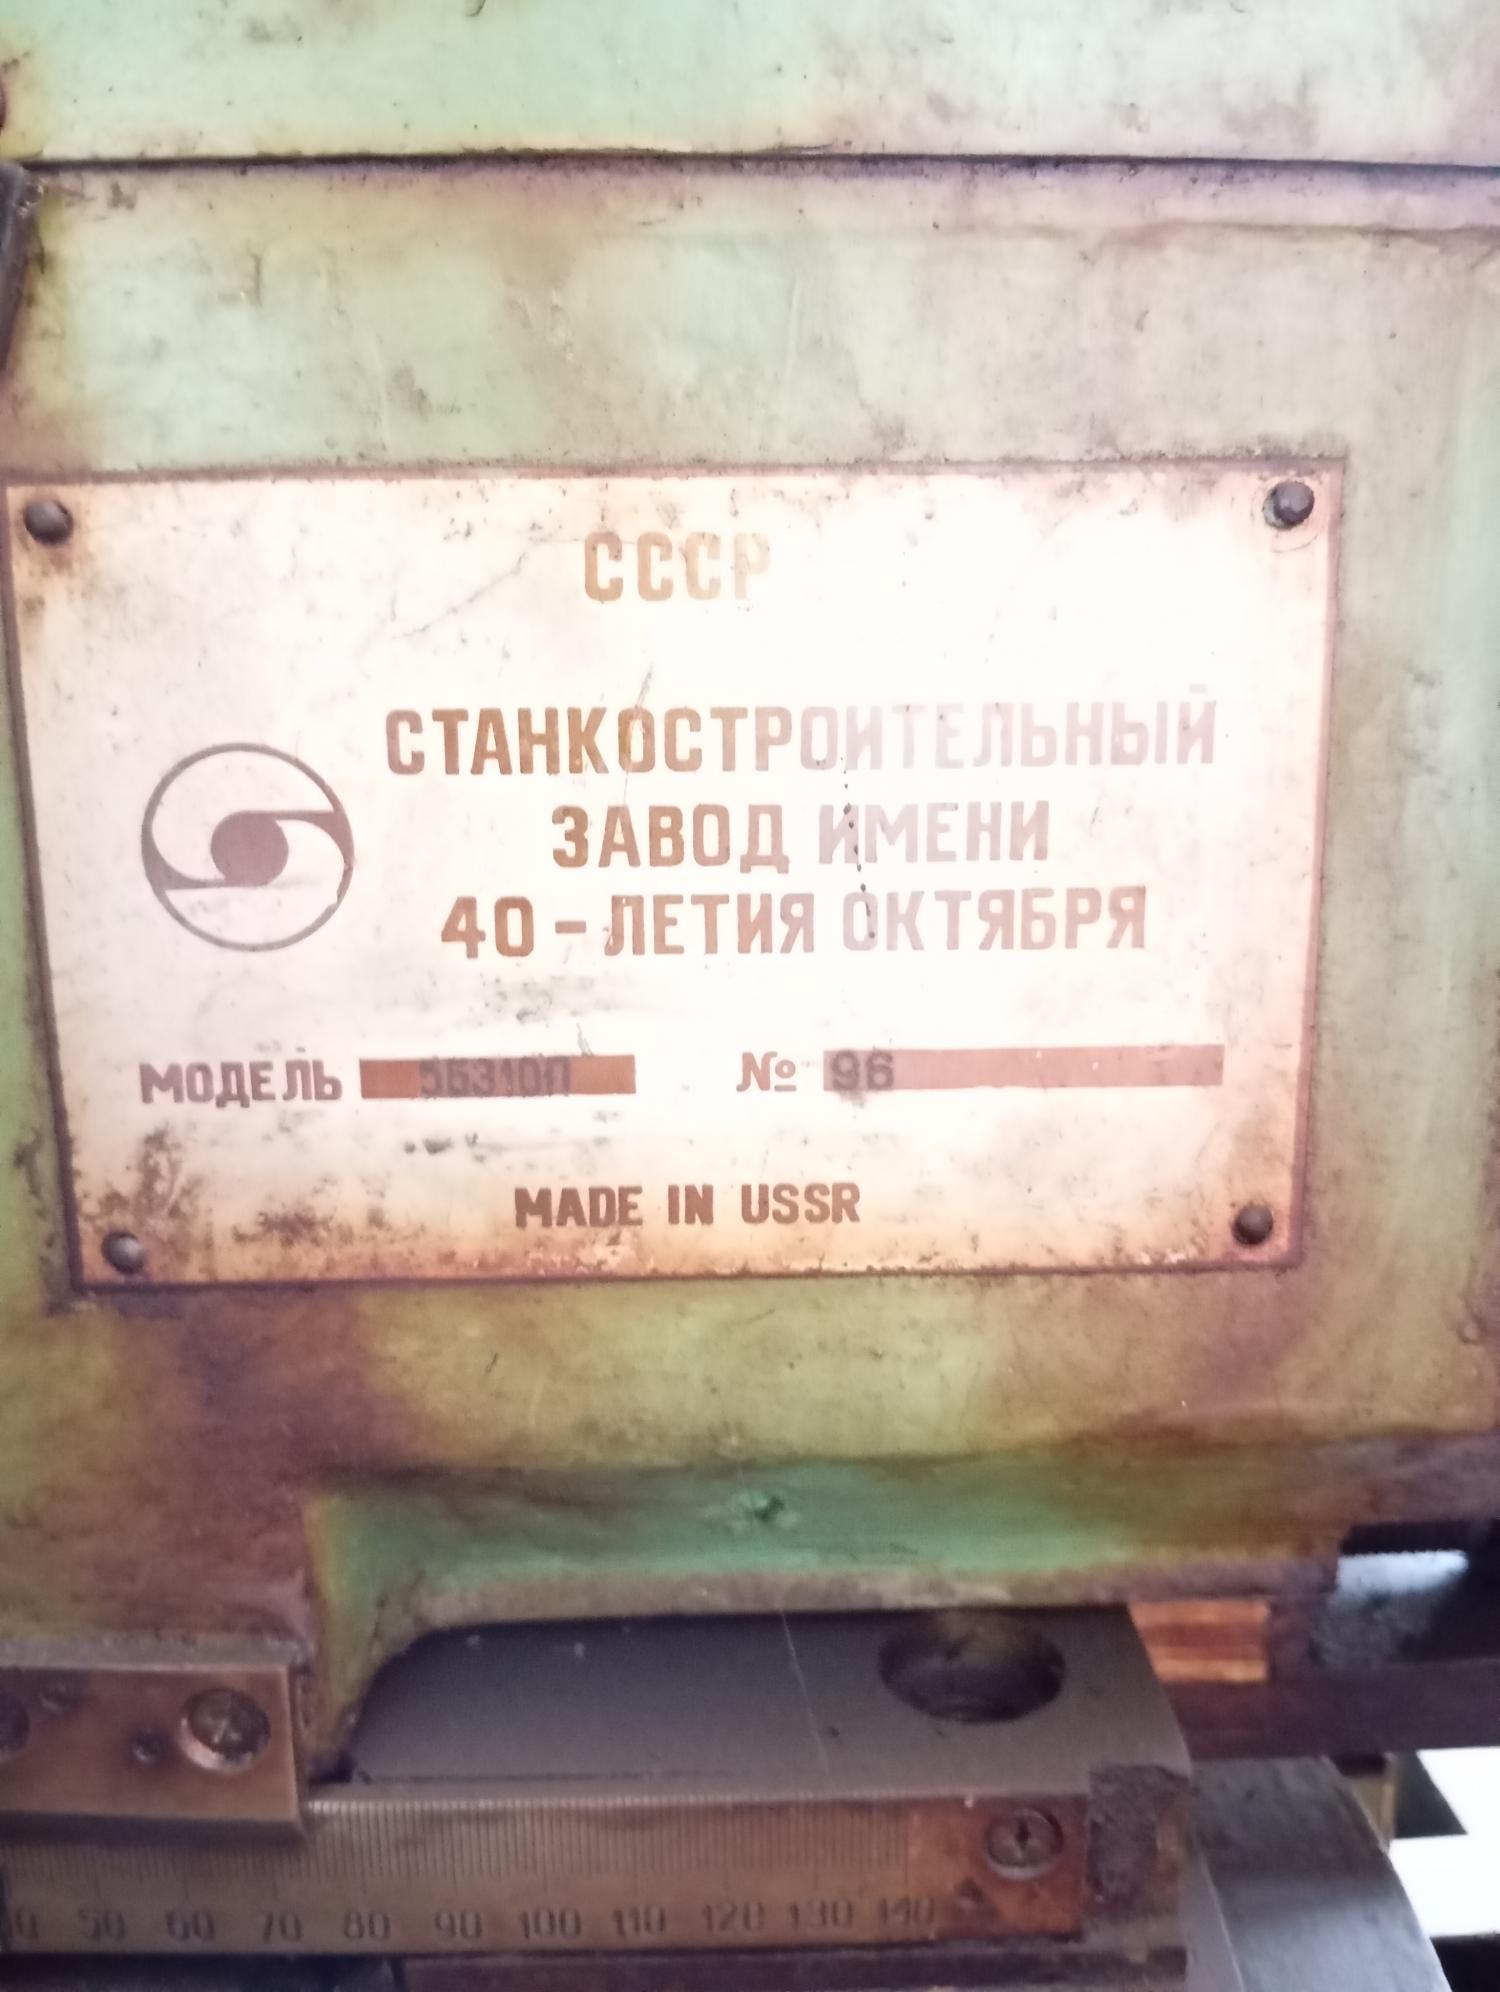 СССР
СТАНКОСТРОИТЕЛЬНЫЙ
ЗАВОД ИМЕНИ
40-ЛЕТИЯ ОКТЯБРЯ
МОДЕЛЬ 5Б310П № 96
MADE IN USSR
50 60 70 80 90 100 110 120 130 140